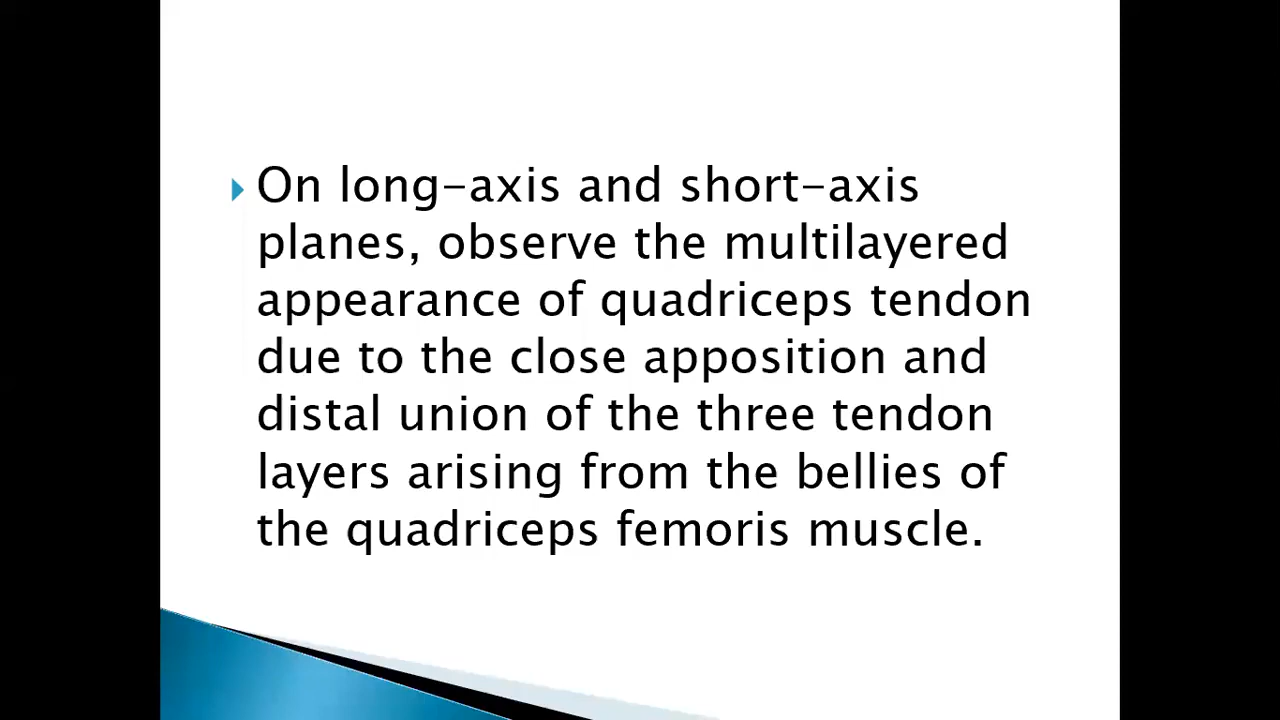 On long-axis and short-axis
planes, observe the multilayered
appearance of quadriceps tendon
due to the close apposition and
distal union of the three tendon
layers arising from the bellies of
the quadriceps femoris muscle.